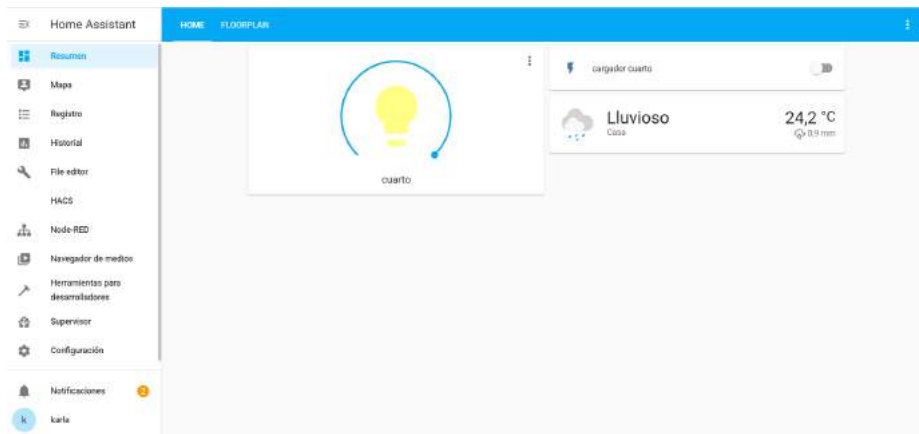 Home Assistant
HOME FLOORPLAN
Resumen
Mapa
Registro
Historial
File editor
HACS
Node-RED
Navegador de medios
Herramientas para
desarrolladores
Supervisor
Configuración
Notificaciones 2
k karla
cuarto
cargador cuarto
Lluvioso 24,2 °C
Casa 0,9 mm